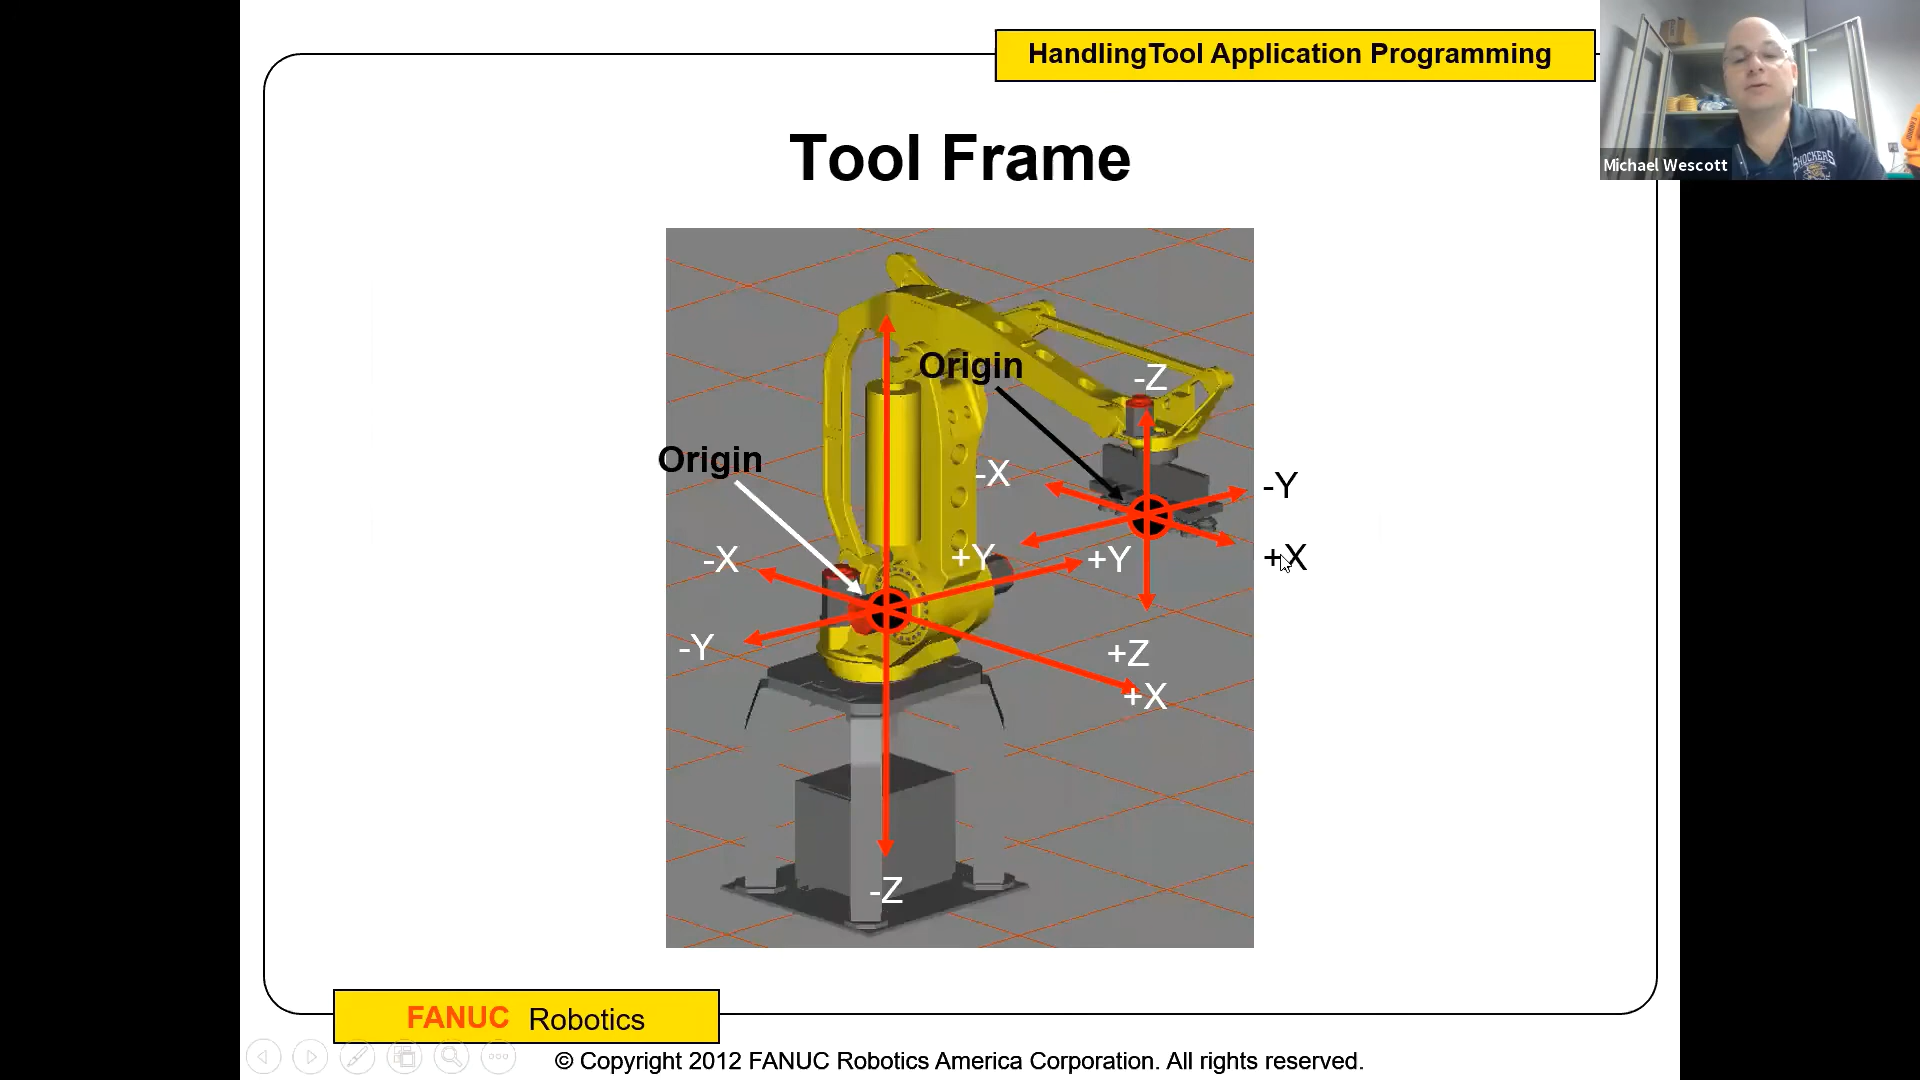 HandlingTool Application Programming
Michael Wescott
SHOCKERS
Tool Frame
Origin
-Z
Origin
-X
-Y
-X
+Y
+Y
+X
-Y
+Z
+X
-Z
FANUC Robotics
© Copyright 2012 FANUC Robotics America Corporation. All rights reserved.